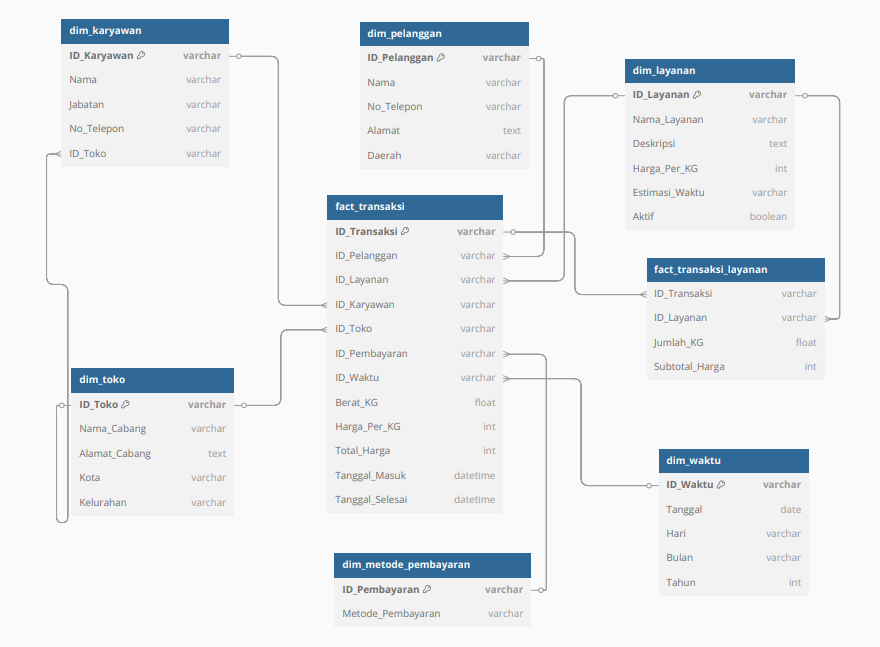 dim_karyawan
ID_Karyawan varchar
Nama varchar
Jabatan varchar
No_Telepon varchar
ID_Toko varchar
dim_pelanggan
ID_Pelanggan varchar
Nama varchar
No_Telepon varchar
Alamat text
Daerah varchar
dim_layanan
ID_Layanan varchar
Nama_Layanan varchar
Deskripsi text
Harga_Per_KG int
Estimasi_Waktu varchar
Aktif boolean
fact_transaksi
ID_Transaksi varchar
ID_Pelanggan varchar
ID_Layanan varchar
ID_Karyawan varchar
ID_Toko varchar
ID_Pembayaran varchar
ID_Waktu varchar
Berat_KG float
Harga_Per_KG int
Total_Harga int
Tanggal_Masuk datetime
Tanggal_Selesai datetime
fact_transaksi_layanan
ID_Transaksi varchar
ID_Layanan varchar
Jumlah_KG float
Subtotal_Harga int
dim_toko
ID_Toko varchar
Nama_Cabang varchar
Alamat_Cabang text
Kota varchar
Kelurahan varchar
dim_waktu
ID_Waktu varchar
Tanggal date
Hari varchar
Bulan varchar
Tahun int
dim_metode_pembayaran
ID_Pembayaran varchar
Metode_Pembayaran varchar